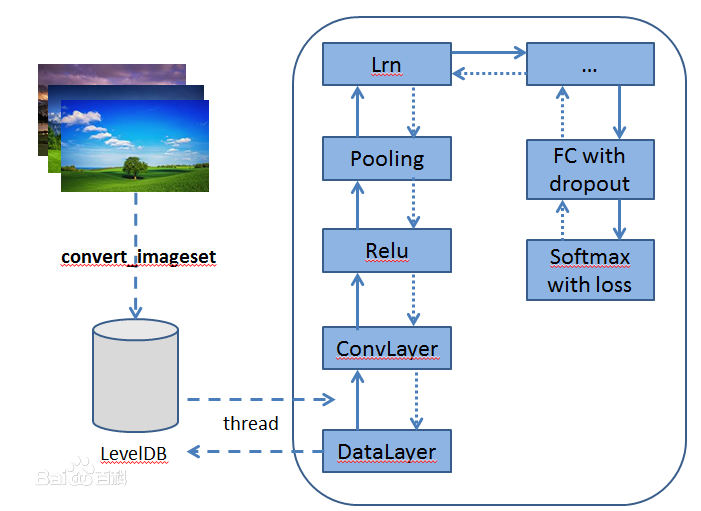 Lrn
...
Pooling
FC with
dropout
convert_imageset
Relu
Softmax
with loss
ConvLayer
thread
LevelDB
DataLayer
Bai百科